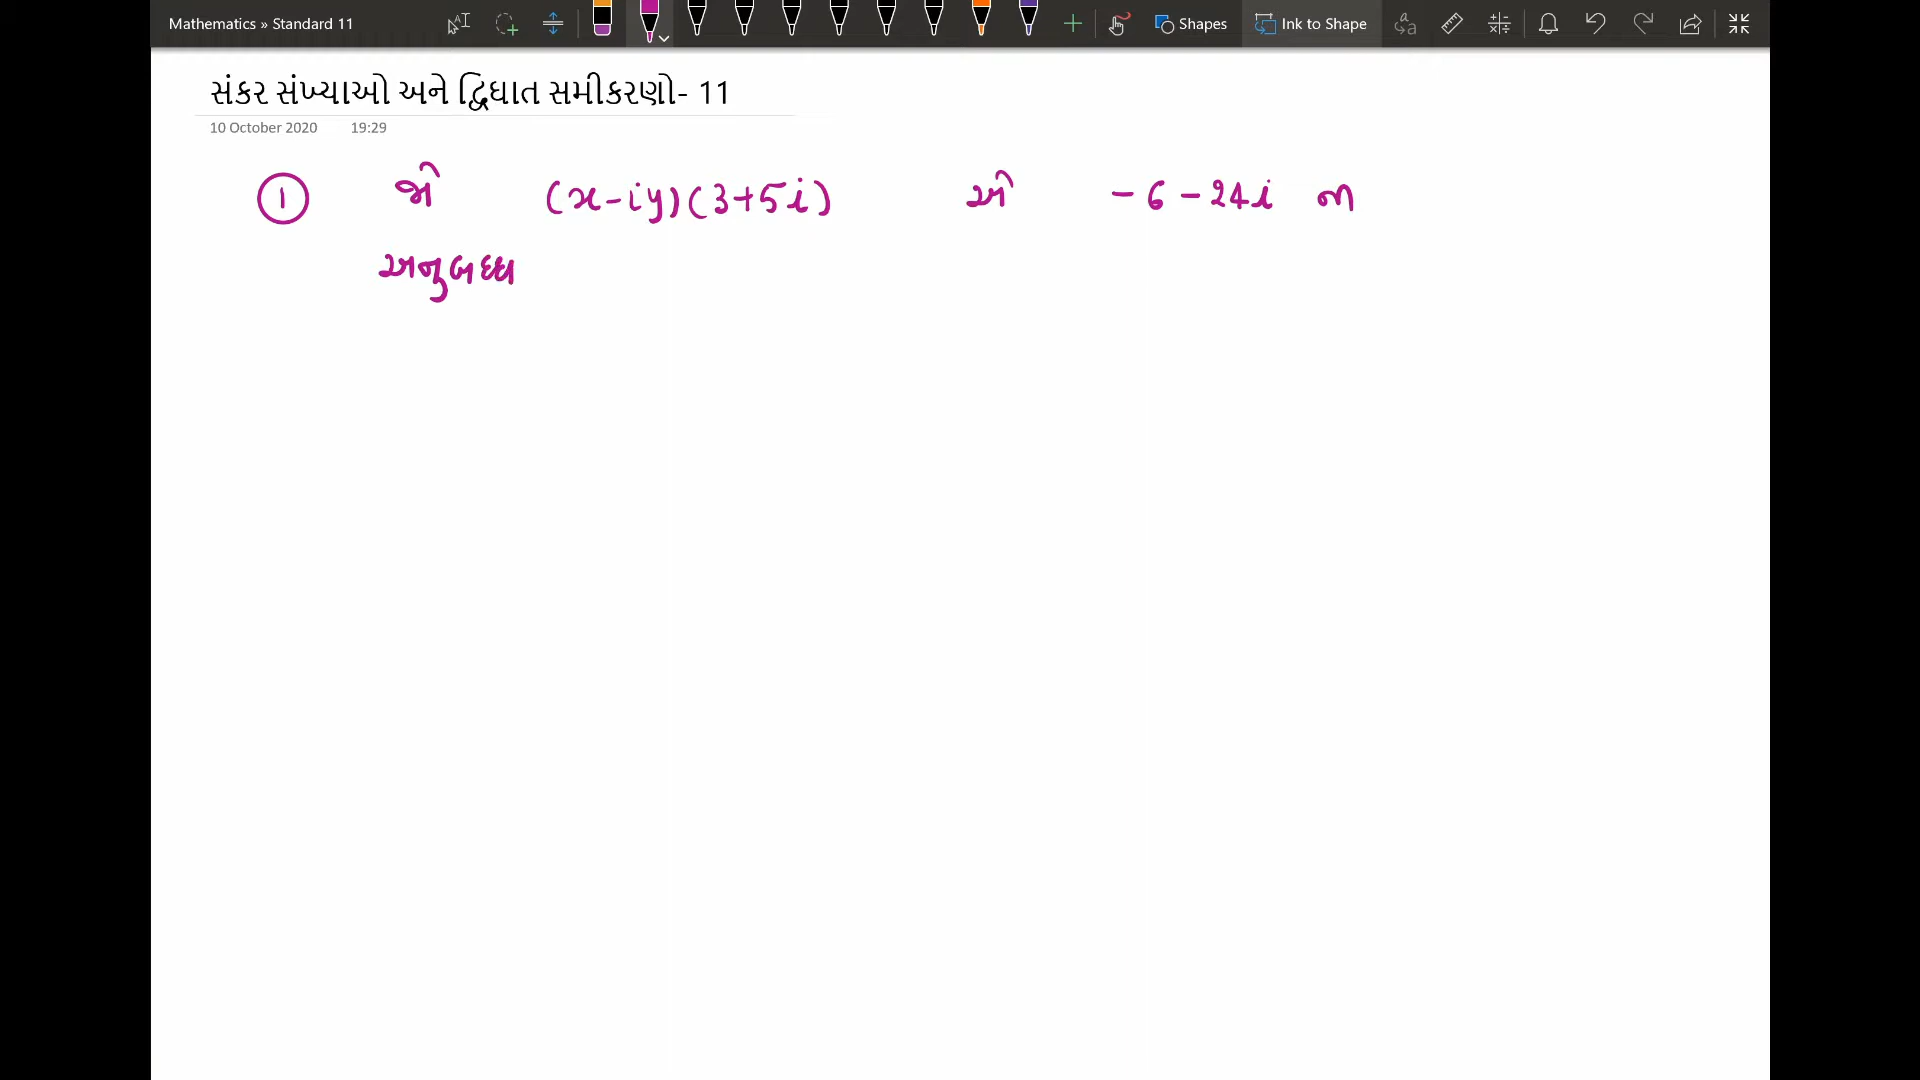 Mathematics » Standard 11
Shapes
Ink to Shape
સંકર સંખ્યાઓ અને દ્વિઘાત સમીકરણો- 11
10 October 2020 19:29
① જો (x-iy)(3+5i) એ -6-24i ના
અનુબધ્ધ